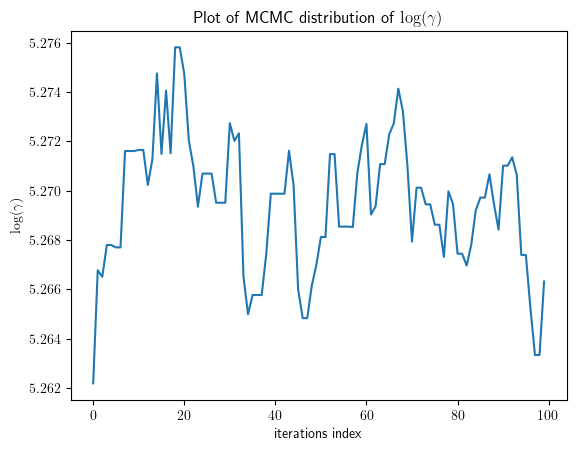 Plot of MCMC distribution of log(γ)
5.276
5.274
5.272
5.270
5.268
5.266
5.264
5.262
log(γ)
0 20 40 60 80 100
iterations index